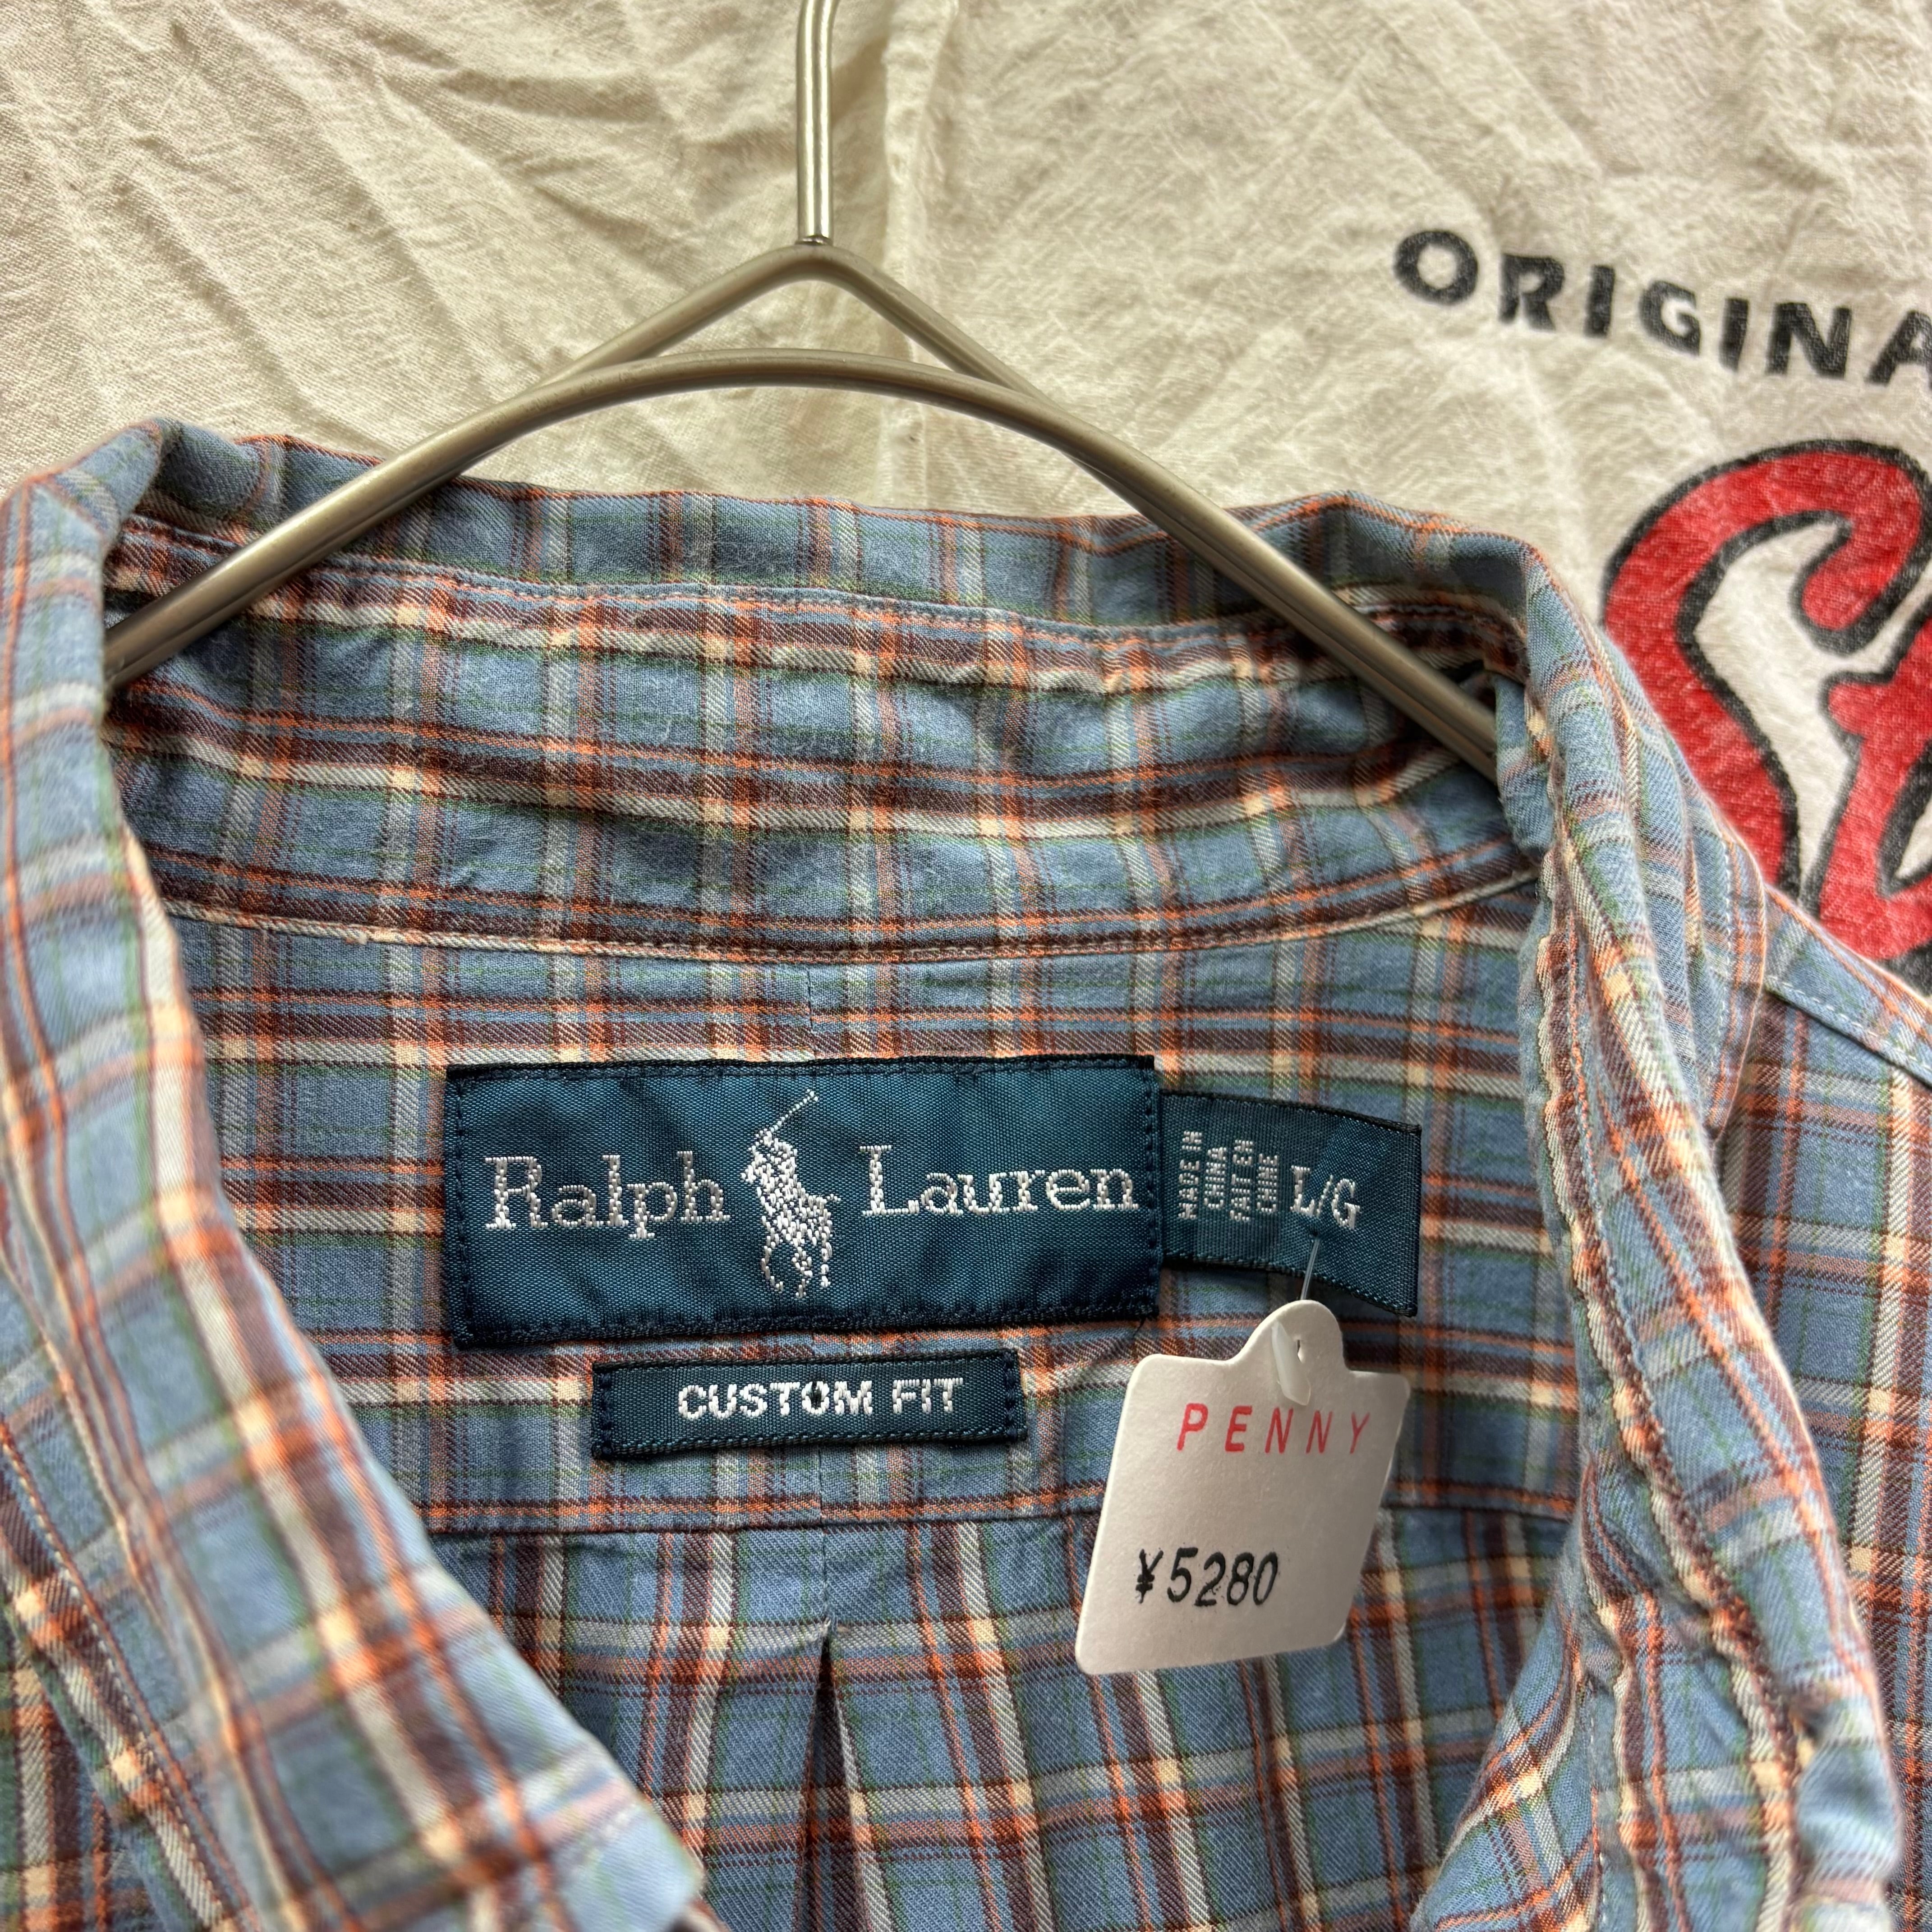 ORIGINA
Ralph Lauren
MADE IN
CHINA
FAIT EN
CHINE
L/G
CUSTOM FIT
PENNY
¥5280